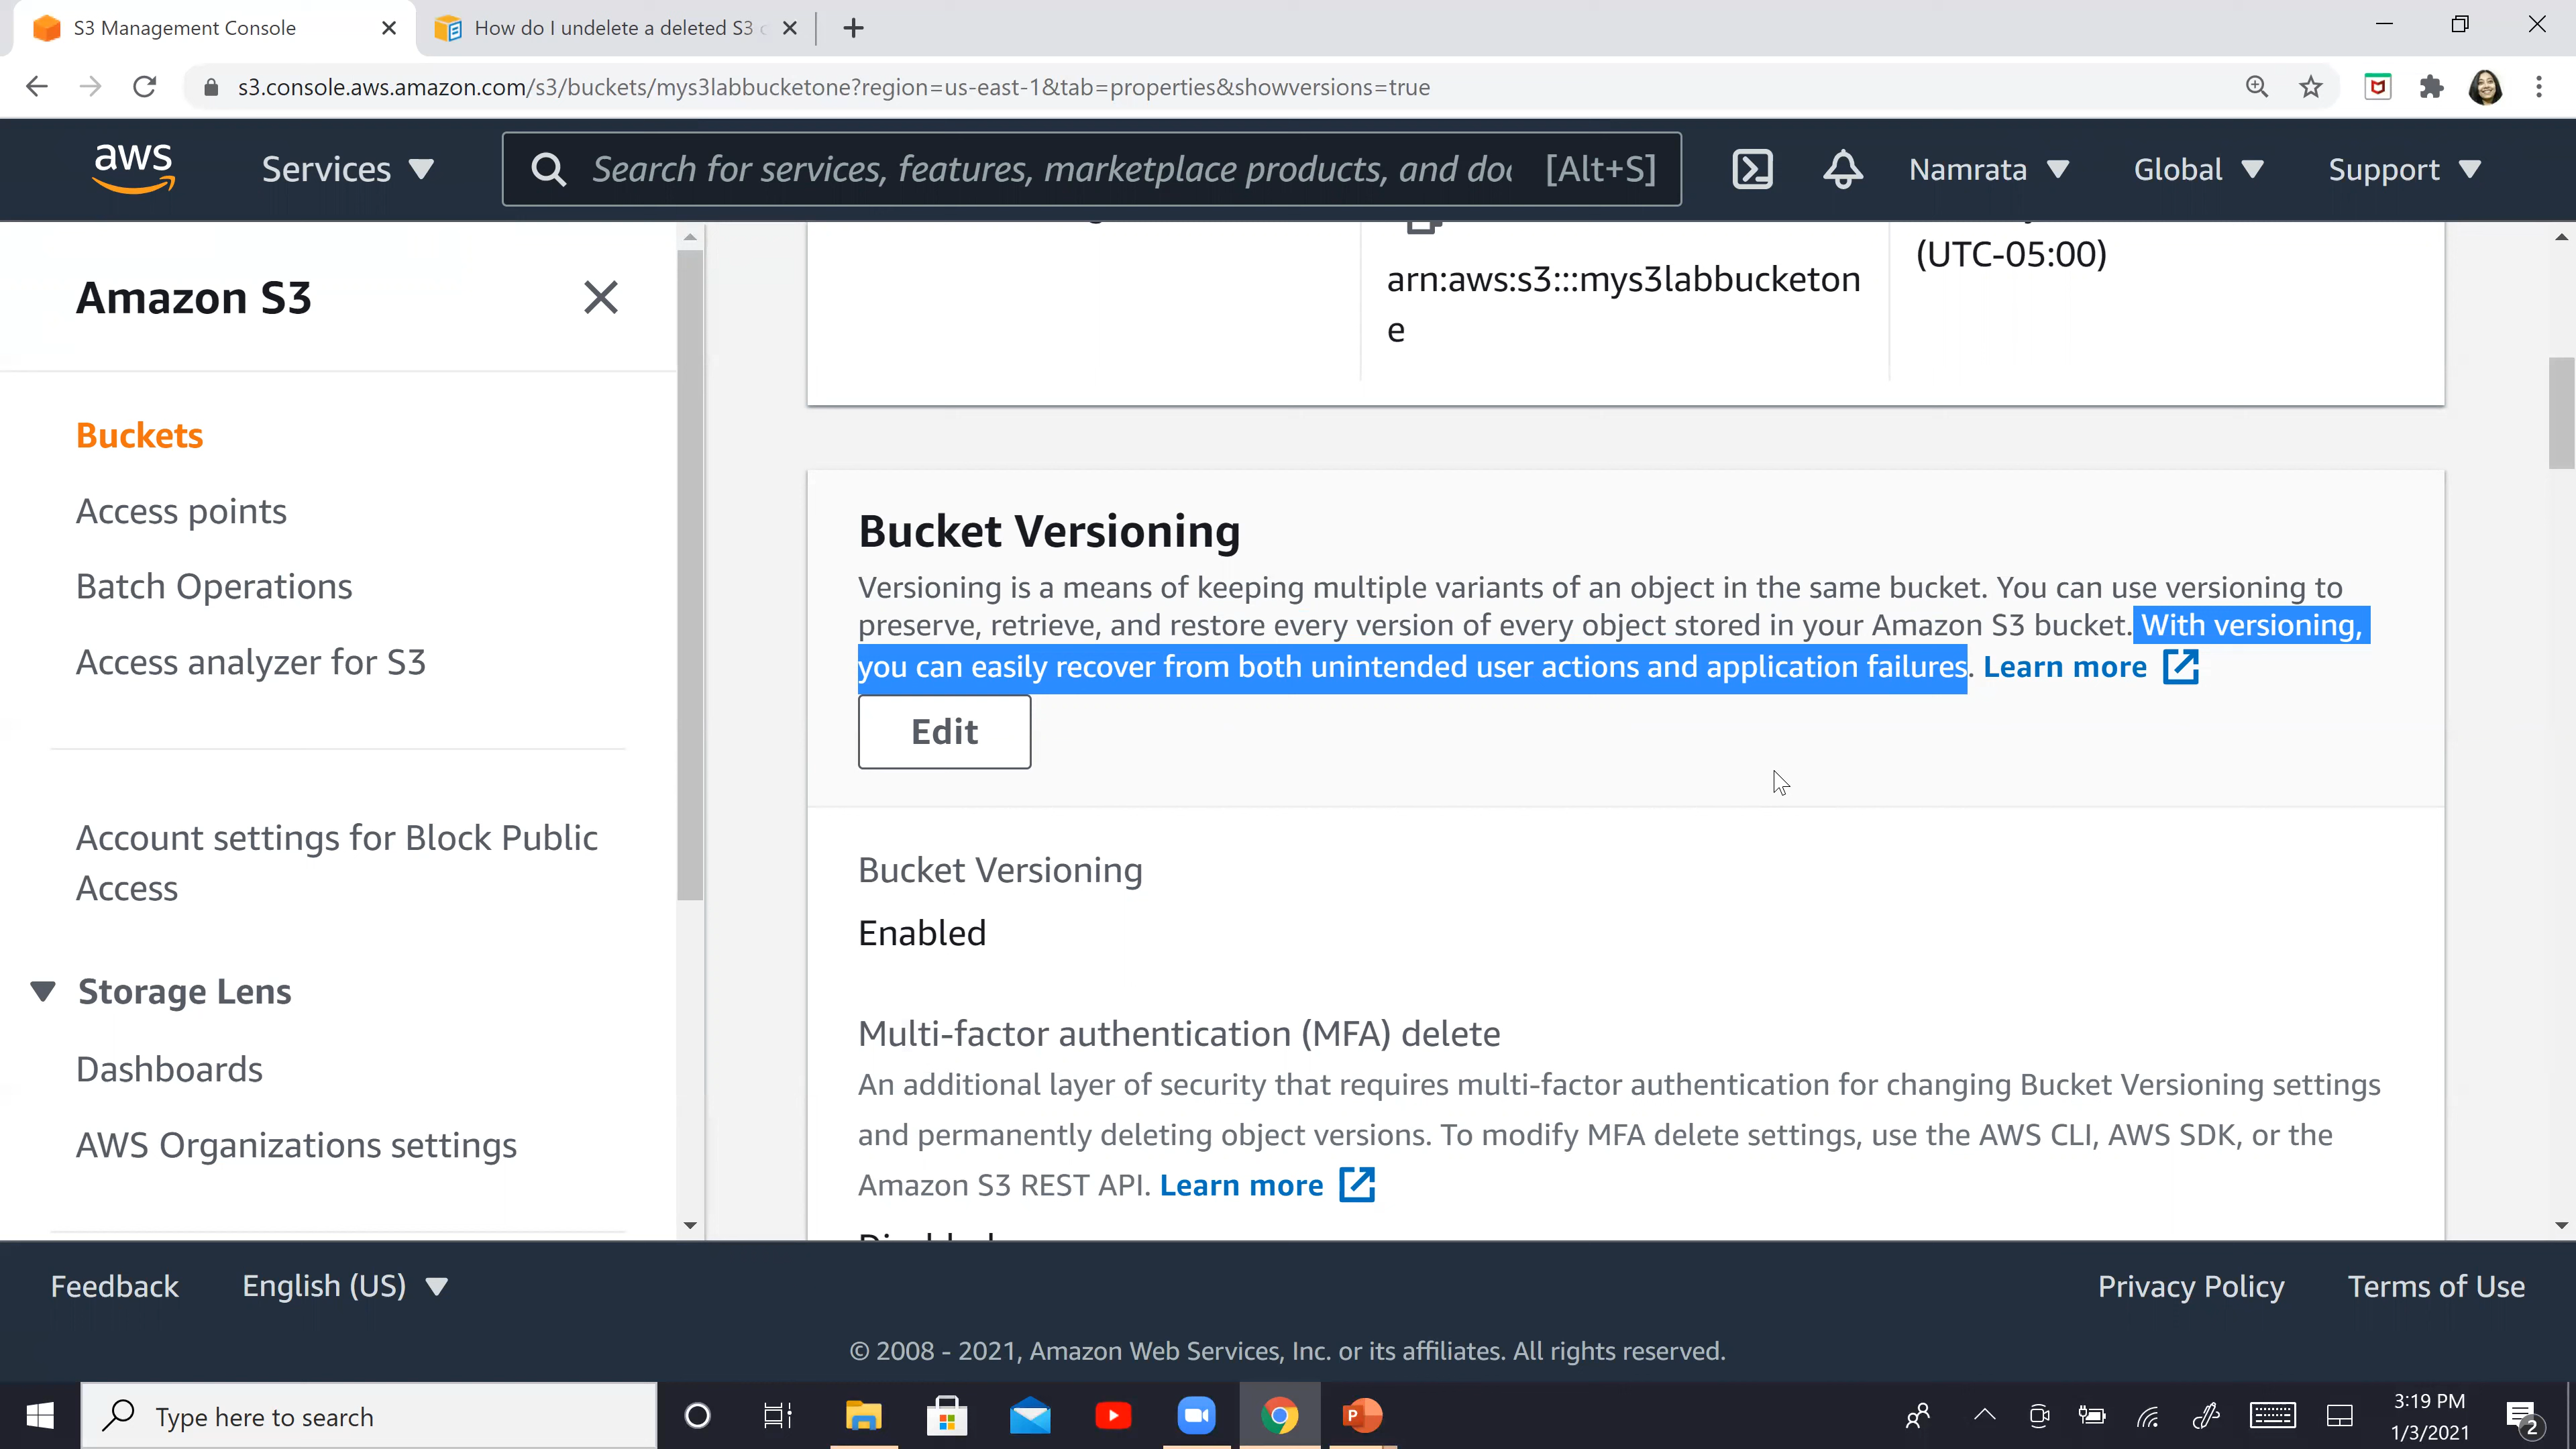 S3 Management Console
How do I undelete a deleted S3
s3.console.aws.amazon.com/s3/buckets/mys3labbucketone?region=us-east-1&tab=properties&showversions=true
aws
Services
Search for services, features, marketplace products, and doc
[Alt+S]
Namrata
Global
Support
Amazon S3
Buckets
Access points
Batch Operations
Access analyzer for S3
Account settings for Block Public
Access
Storage Lens
Dashboards
AWS Organizations settings
arn:aws:s3:::mys3labbucketon
e
(UTC-05:00)
Bucket Versioning
Versioning is a means of keeping multiple variants of an object in the same bucket. You can use versioning to
preserve, retrieve, and restore every version of every object stored in your Amazon S3 bucket. With versioning,
you can easily recover from both unintended user actions and application failures. Learn more
Edit
Bucket Versioning
Enabled
Multi-factor authentication (MFA) delete
An additional layer of security that requires multi-factor authentication for changing Bucket Versioning settings
and permanently deleting object versions. To modify MFA delete settings, use the AWS CLI, AWS SDK, or the
Amazon S3 REST API. Learn more
Feedback
English (US)
Privacy Policy
Terms of Use
© 2008 - 2021, Amazon Web Services, Inc. or its affiliates. All rights reserved.
Type here to search
3:19 PM
1/3/2021
2